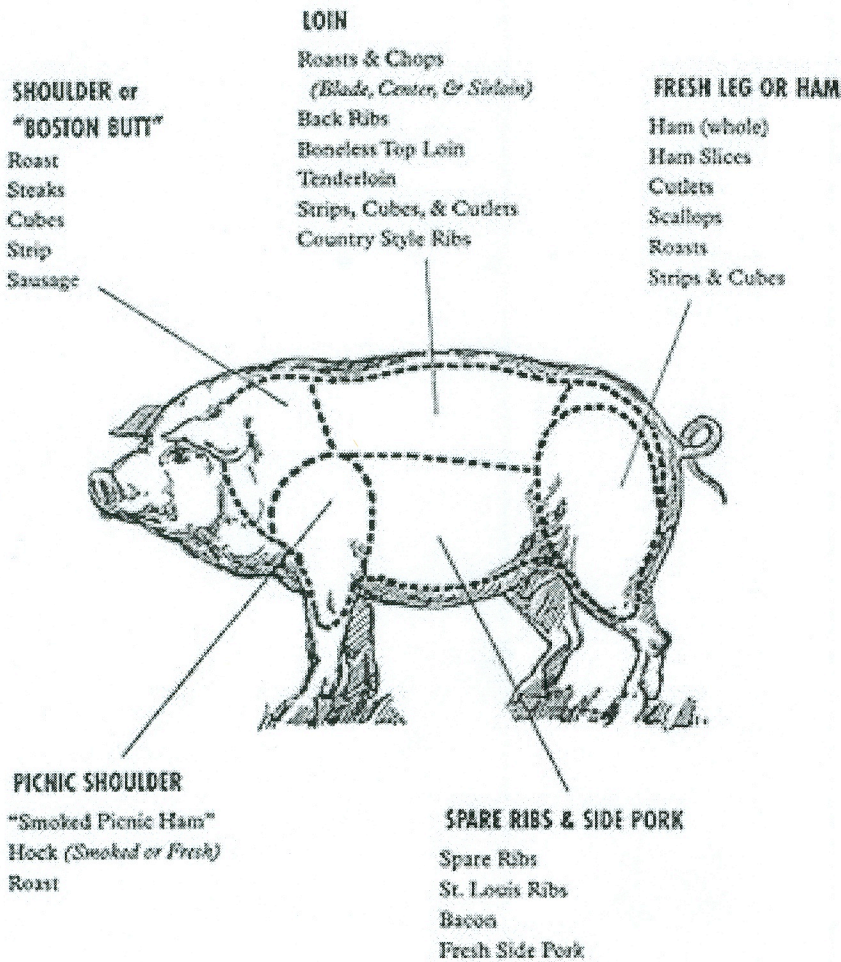 LOIN
Roasts & Chops
(Blade, Center, & Sirloin)
Back Ribs
Boneless Top Loin
Tenderloin
Strips, Cubes, & Cutlets
Country Style Ribs
SHOULDER or
"BOSTON BUTT"
Roast
Steaks
Cubes
Strip
Sausage
FRESH LEG OR HAM
Ham (whole)
Ham Slices
Cutlets
Scallops
Roasts
Strips & Cubes
PICNIC SHOULDER
"Smoked Picnic Ham"
Hock (Smoked or Fresh)
Roast
SPARE RIBS & SIDE PORK
Spare Ribs
St. Louis Ribs
Bacon
Fresh Side Pork